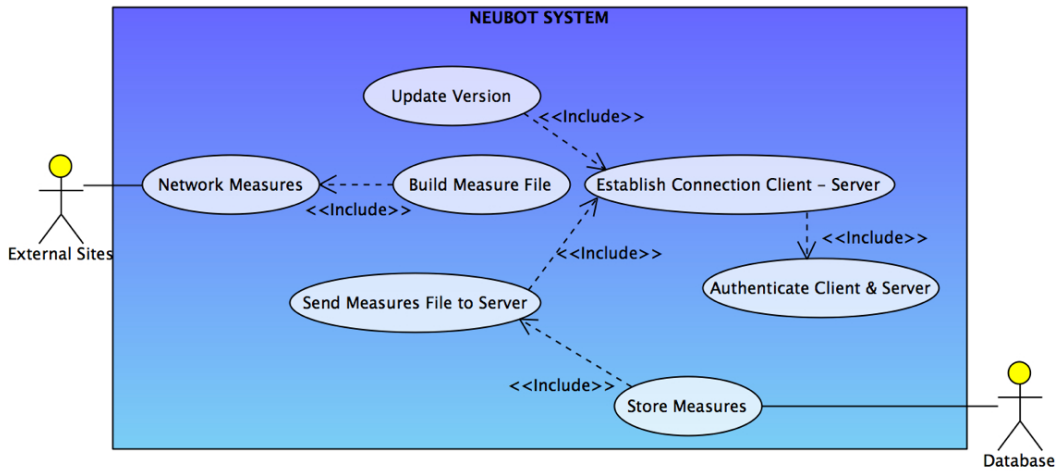 NEUBOT SYSTEM
Update Version
<<Include>>
Network Measures
Build Measure File
Establish Connection Client – Server
<<Include>>
<<Include>>
External Sites
<<Include>>
Authenticate Client & Server
Send Measures File to Server
<<Include>>
Store Measures
Database